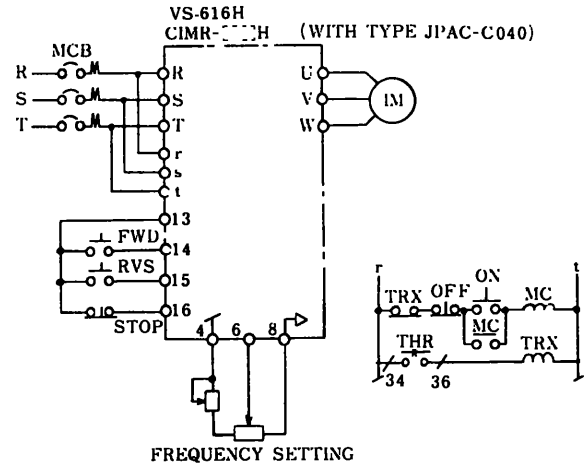 VS-616H
CIMR-    H (WITH TYPE JPAC-C040)
MCB
R R U
S S V IM
T T W
r
s
t
13
FWD 14
RVS 15
STOP 16
4 6 8
FREQUENCY SETTING
r t
ON
TRX OFF MC
MC
THR TRX
34 36